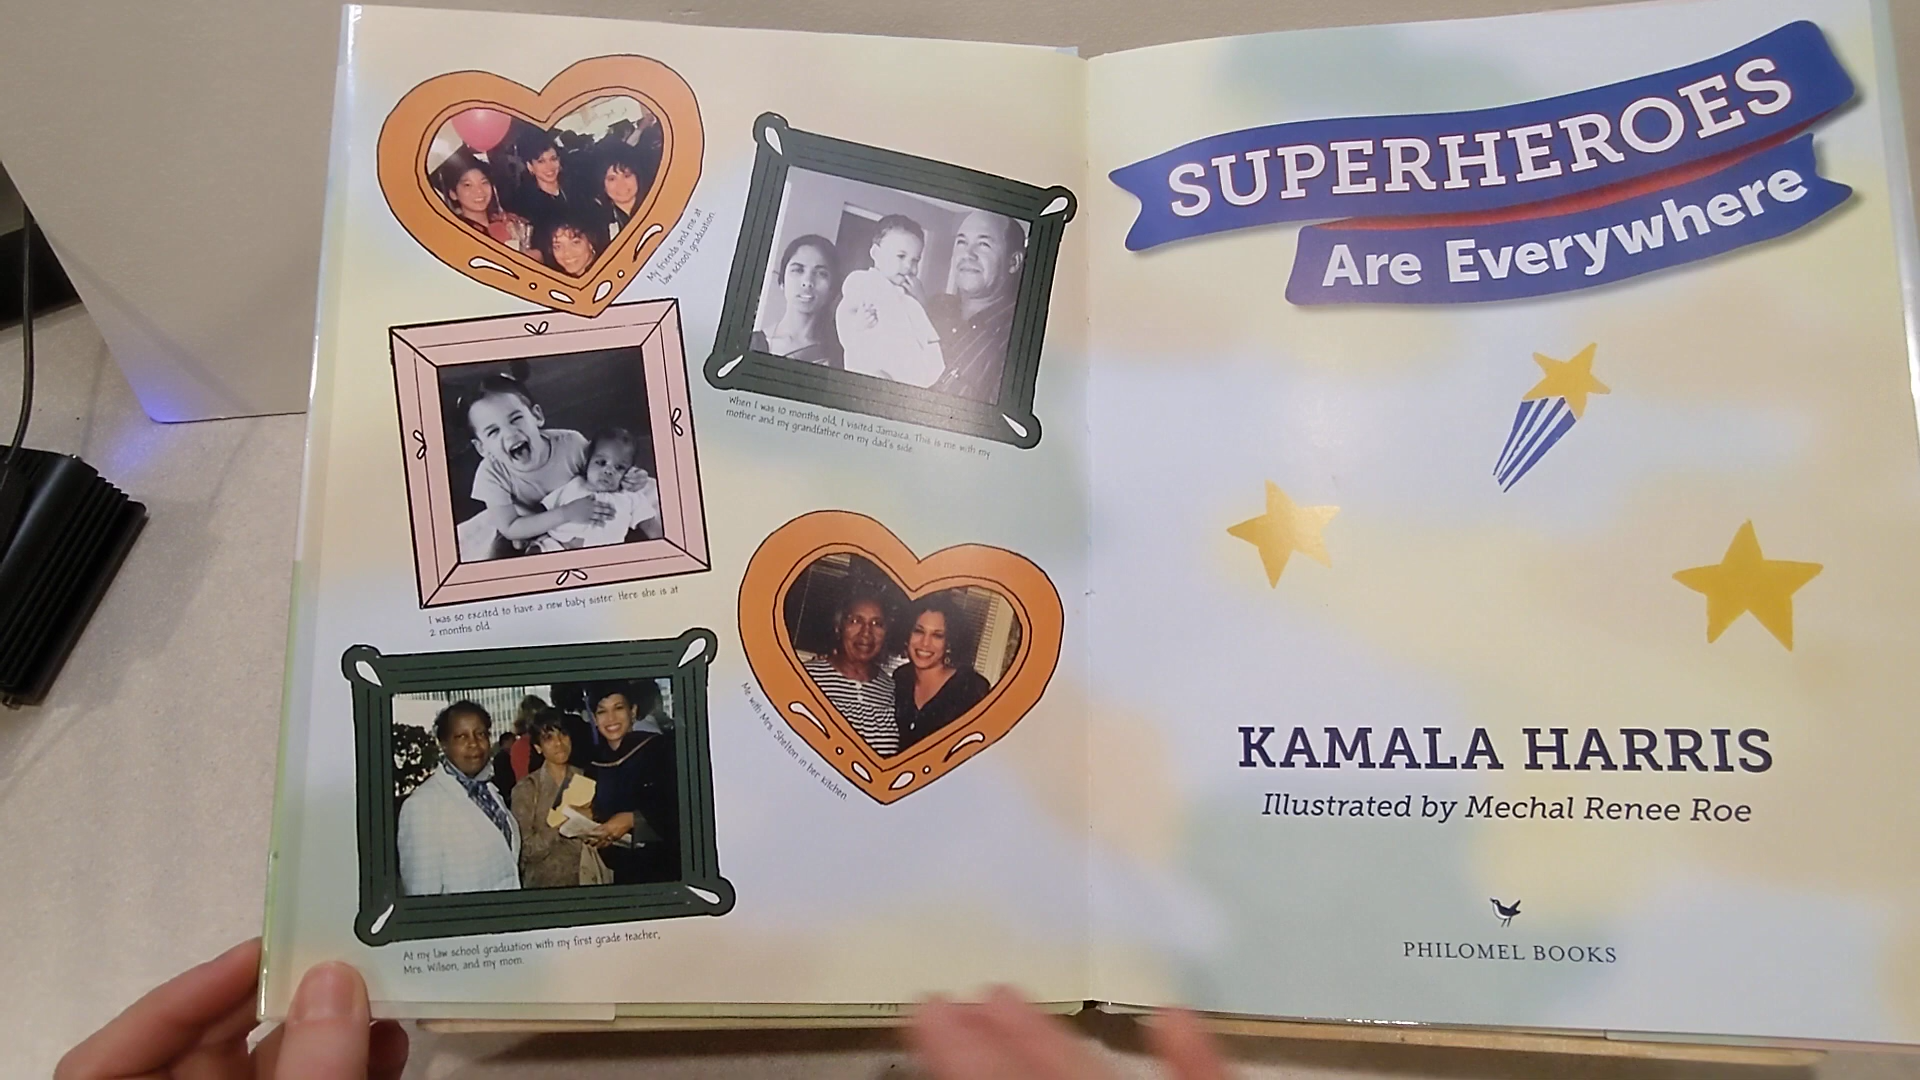 My friends and me at
law school graduation.
When I was 10 months old, I visited Jamaica. This is me with my
mother and my grandfather on my dad's side.
I was so excited to have a new baby sister. Here she is at
2 months old.
Me with Mrs. Shelton in her kitchen.
At my law school graduation with my first grade teacher,
Mrs. Wilson, and my mom.
SUPERHEROES
Are Everywhere
KAMALA HARRIS
Illustrated by Mechal Renee Roe
PHILOMEL BOOKS